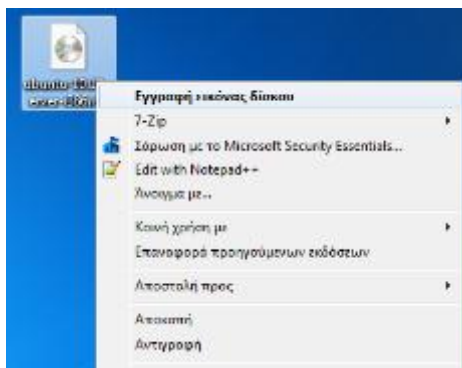 Εγγραφή εικόνας δίσκου
7-Zip
Σάρωση με το Microsoft Security Essentials...
Edit with Notepad++
Άνοιγμα με...
Κοινή χρήση με
Επαναφορά προηγούμενων εκδόσεων
Αποστολή προς
Αποκοπή
Αντιγραφή